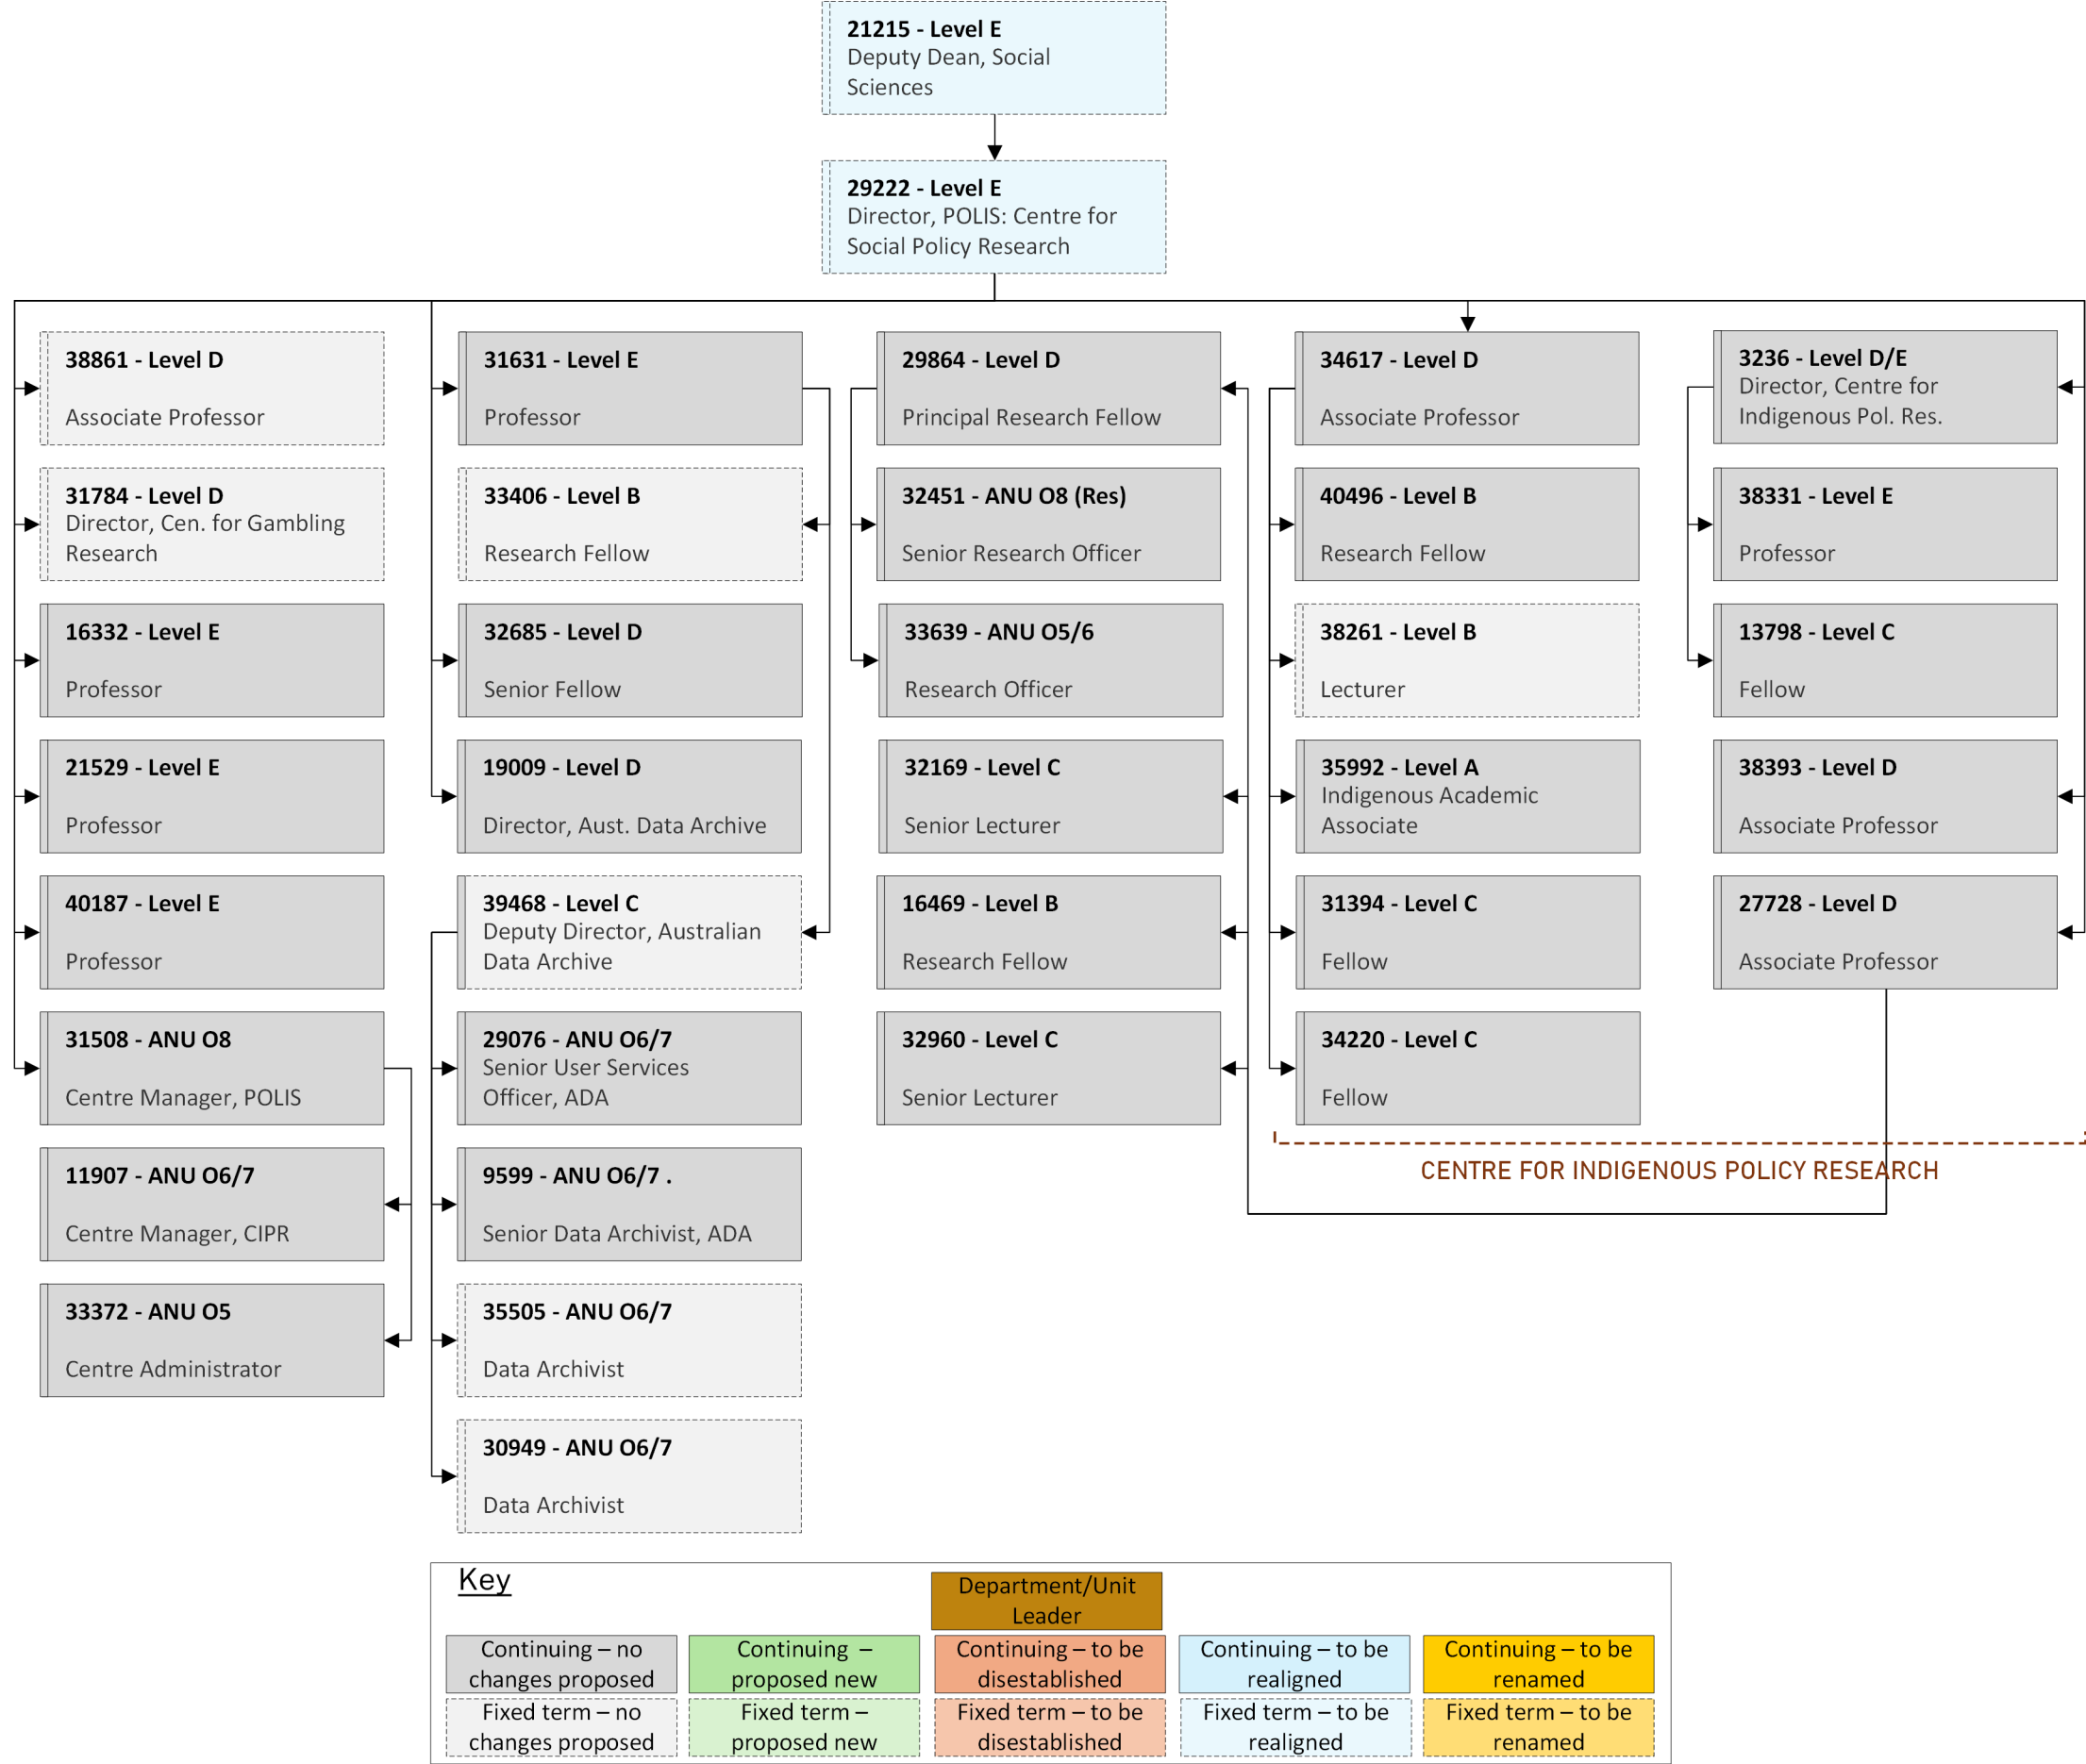 21215 - Level E
Deputy Dean, Social
Sciences
29222 - Level E
Director, POLIS: Centre for
Social Policy Research
38861 - Level D
Associate Professor
31784 - Level D
Director, Cen. for Gambling
Research
16332 - Level E
Professor
21529 - Level E
Professor
40187 - Level E
Professor
31508 - ANU O8
Centre Manager, POLIS
11907 - ANU O6/7
Centre Manager, CIPR
33372 - ANU O5
Centre Administrator
31631 - Level E
Professor
33406 - Level B
Research Fellow
32685 - Level D
Senior Fellow
19009 - Level D
Director, Aust. Data Archive
39468 - Level C
Deputy Director, Australian
Data Archive
29076 - ANU O6/7
Senior User Services
Officer, ADA
9599 - ANU O6/7 .
Senior Data Archivist, ADA
35505 - ANU O6/7
Data Archivist
30949 - ANU O6/7
Data Archivist
29864 - Level D
Principal Research Fellow
32451 - ANU O8 (Res)
Senior Research Officer
33639 - ANU O5/6
Research Officer
32169 - Level C
Senior Lecturer
16469 - Level B
Research Fellow
32960 - Level C
Senior Lecturer
34617 - Level D
Associate Professor
40496 - Level B
Research Fellow
38261 - Level B
Lecturer
35992 - Level A
Indigenous Academic
Associate
31394 - Level C
Fellow
34220 - Level C
Fellow
3236 - Level D/E
Director, Centre for
Indigenous Pol. Res.
38331 - Level E
Professor
13798 - Level C
Fellow
38393 - Level D
Associate Professor
27728 - Level D
Associate Professor
CENTRE FOR INDIGENOUS POLICY RESEARCH
Key
Department/Unit
Leader
Continuing – no
changes proposed
Continuing –
proposed new
Continuing – to be
disestablished
Continuing – to be
realigned
Continuing – to be
renamed
Fixed term – no
changes proposed
Fixed term –
proposed new
Fixed term – to be
disestablished
Fixed term – to be
realigned
Fixed term – to be
renamed